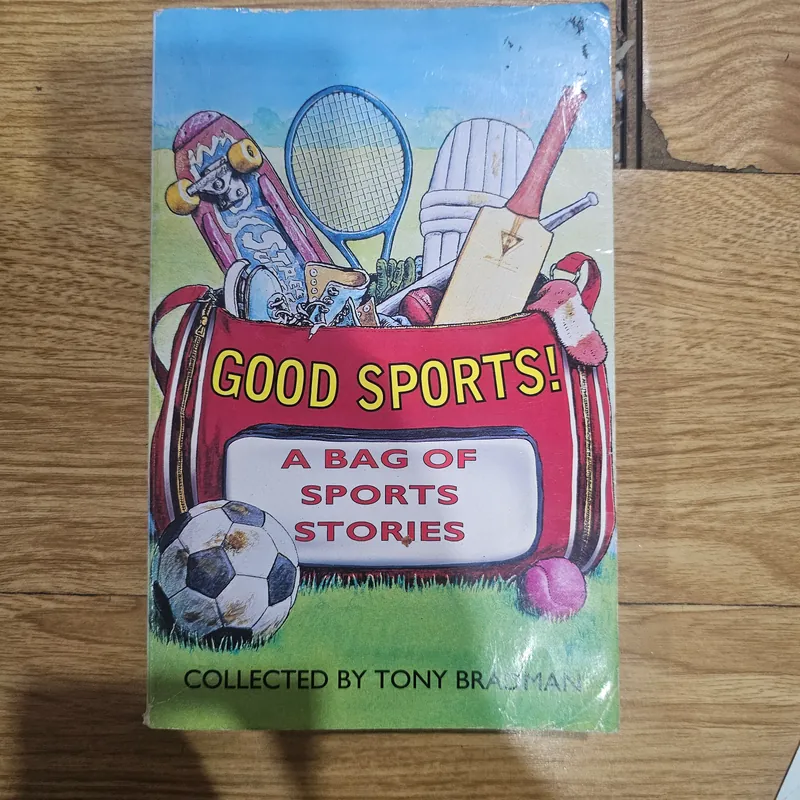 GOOD SPORTS!
A BAG OF
SPORTS
STORIES
COLLECTED BY TONY BRADMAN